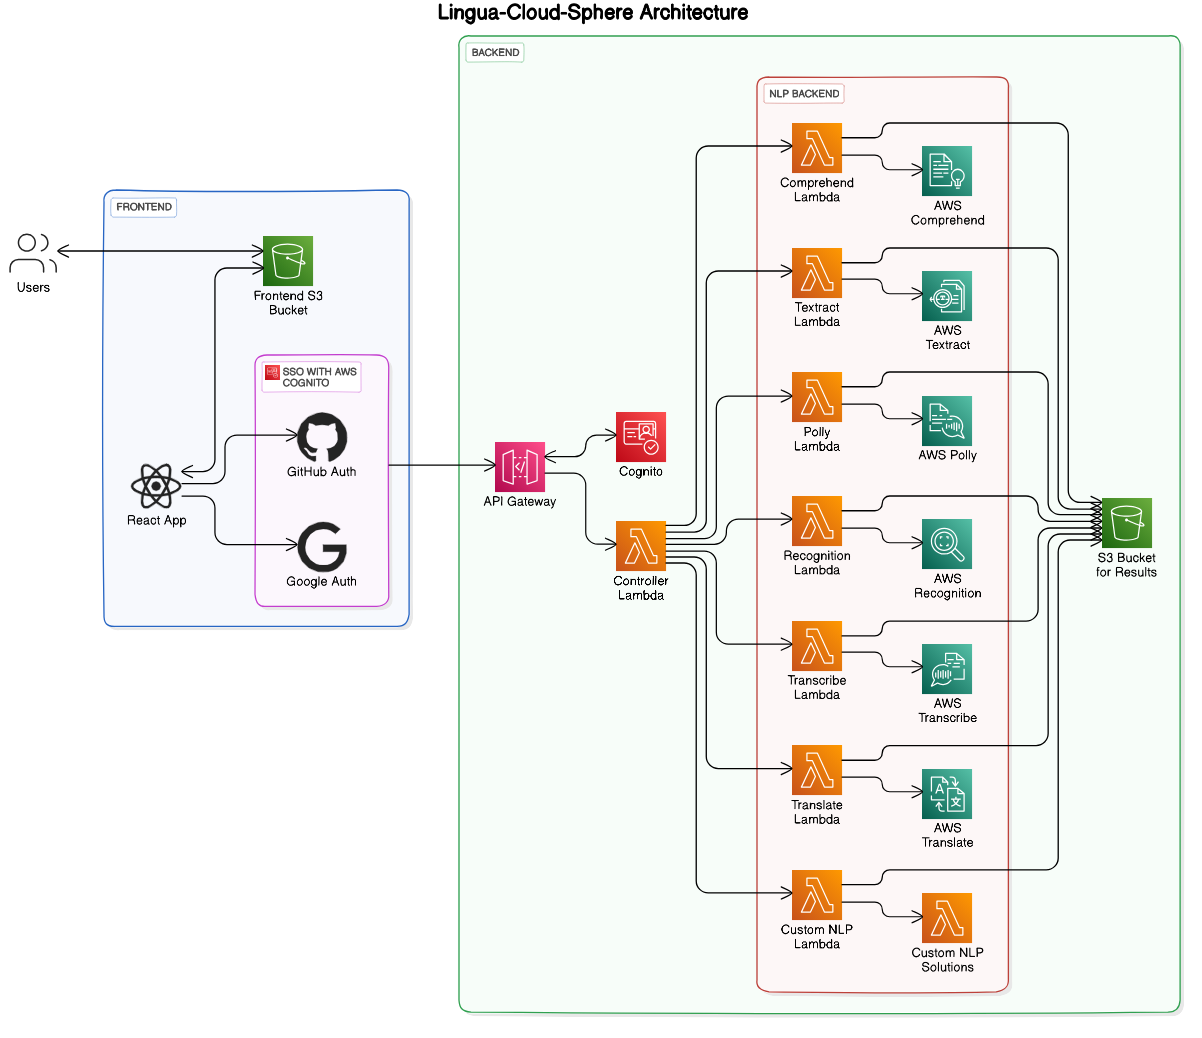 Lingua-Cloud-Sphere Architecture
BACKEND
NLP BACKEND
Comprehend
Lambda
AWS
Comprehend
FRONTEND
Users
Frontend S3
Bucket
Textract
Lambda
AWS
Textract
SSO WITH AWS
COGNITO
GitHub Auth
React App
Google Auth
API Gateway
Cognito
Controller
Lambda
Polly
Lambda
AWS Polly
Recognition
Lambda
AWS
Recognition
S3 Bucket
for Results
Transcribe
Lambda
AWS
Transcribe
Translate
Lambda
AWS
Translate
Custom NLP
Lambda
Custom NLP
Solutions